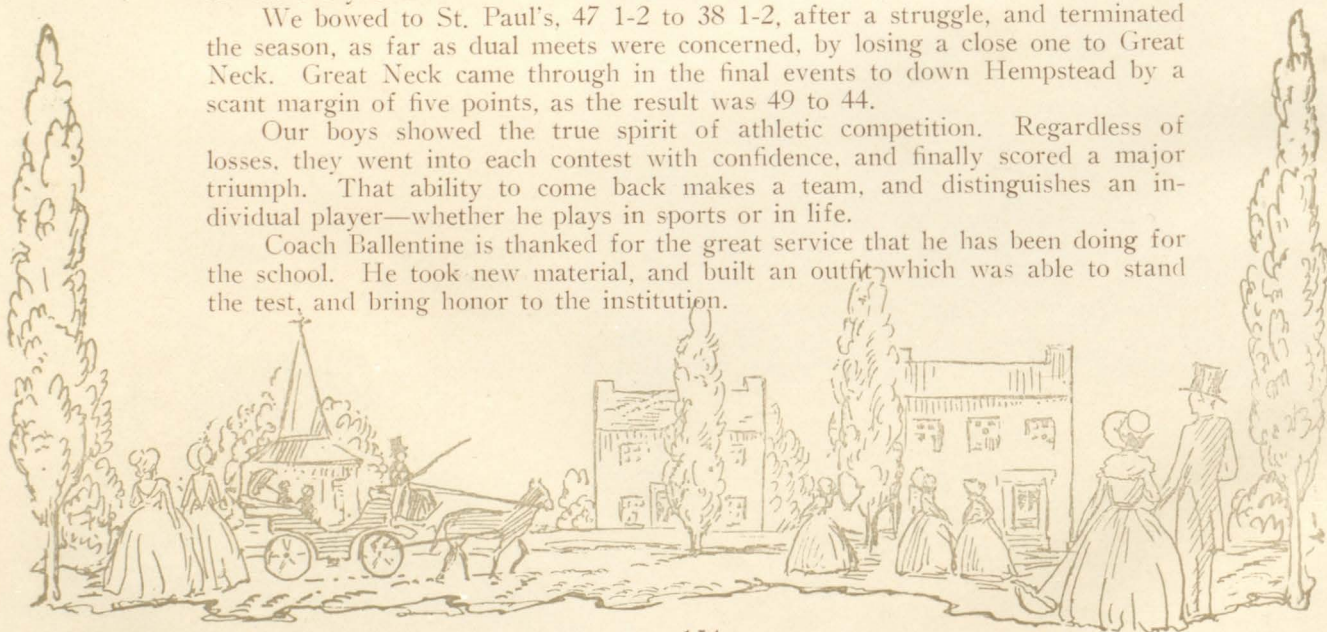 We bowed to St. Paul's, 47 1-2 to 38 1-2, after a struggle, and terminated
the season, as far as dual meets were concerned, by losing a close one to Great
Neck. Great Neck came through in the final events to down Hempstead by a
scant margin of five points, as the result was 49 to 44.
Our boys showed the true spirit of athletic competition. Regardless of
losses, they went into each contest with confidence, and finally scored a major
triumph. That ability to come back makes a team, and distinguishes an in-
dividual player—whether he plays in sports or in life.
Coach Ballentine is thanked for the great service that he has been doing for
the school. He took new material, and built an outfit which was able to stand
the test, and bring honor to the institution.